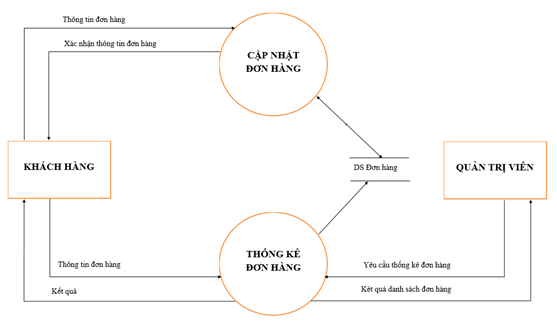 Thông tin đơn hàng
Xác nhận thông tin đơn hàng
CẬP NHẬT
ĐƠN HÀNG
KHÁCH HÀNG
DS Đơn hàng
QUẢN TRỊ VIÊN
THỐNG KÊ
ĐƠN HÀNG
Thông tin đơn hàng
Yêu cầu thống kê đơn hàng
Kết quả
Kêt quả danh sách đơn hàng